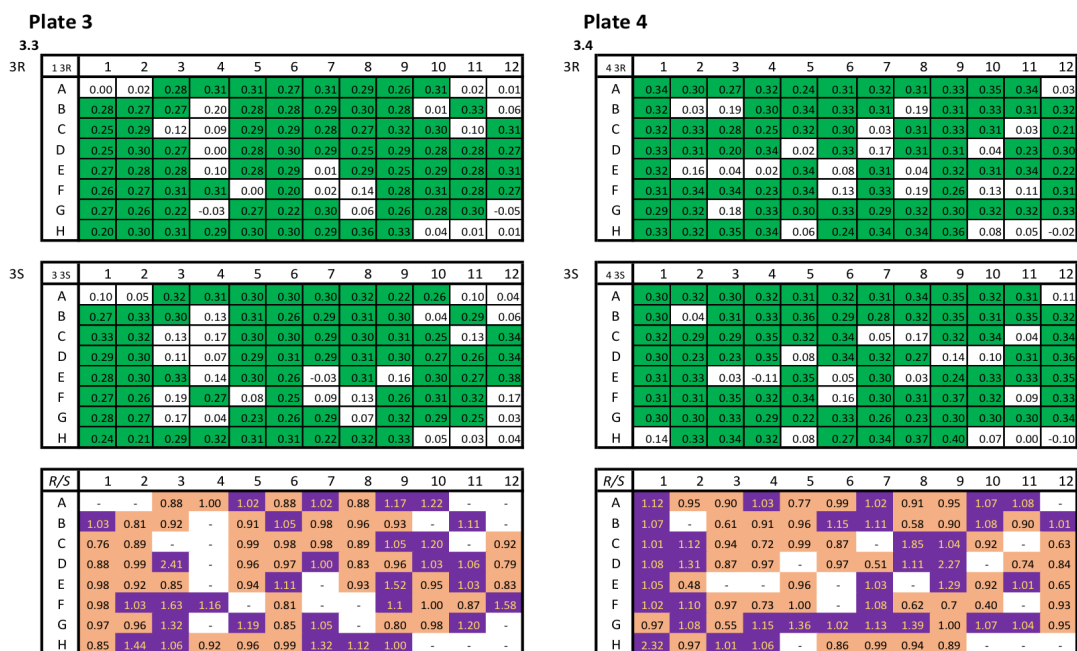 Plate 3
3.3
3R 1 3R 1 2 3 4 5 6 7 8 9 10 11 12
A 0.00 0.02 0.28 0.31 0.31 0.27 0.31 0.29 0.26 0.31 0.02 0.01
B 0.28 0.27 0.27 0.20 0.28 0.28 0.29 0.30 0.28 0.01 0.33 0.06
C 0.25 0.29 0.12 0.09 0.29 0.29 0.28 0.27 0.32 0.30 0.10 0.31
D 0.25 0.30 0.27 0.00 0.28 0.30 0.29 0.25 0.29 0.28 0.28 0.27
E 0.27 0.28 0.28 0.10 0.28 0.29 0.01 0.29 0.25 0.29 0.28 0.31
F 0.26 0.27 0.31 0.31 0.00 0.20 0.02 0.14 0.28 0.31 0.28 0.27
G 0.27 0.26 0.22 -0.03 0.27 0.22 0.30 0.06 0.26 0.28 0.30 -0.05
H 0.20 0.30 0.31 0.29 0.30 0.30 0.29 0.36 0.33 0.04 0.01 0.01
3S 3 3S 1 2 3 4 5 6 7 8 9 10 11 12
A 0.10 0.05 0.32 0.31 0.30 0.30 0.30 0.32 0.22 0.26 0.10 0.04
B 0.27 0.33 0.30 0.13 0.31 0.26 0.29 0.31 0.30 0.04 0.29 0.06
C 0.33 0.32 0.13 0.17 0.30 0.30 0.29 0.30 0.31 0.25 0.13 0.34
D 0.29 0.30 0.11 0.07 0.29 0.31 0.29 0.31 0.30 0.27 0.26 0.34
E 0.28 0.30 0.33 0.14 0.30 0.26 -0.03 0.31 0.16 0.30 0.27 0.38
F 0.27 0.26 0.19 0.27 0.08 0.25 0.09 0.13 0.26 0.31 0.32 0.17
G 0.28 0.27 0.17 0.04 0.23 0.26 0.29 0.07 0.32 0.29 0.25 0.03
H 0.24 0.21 0.29 0.32 0.31 0.31 0.22 0.32 0.33 0.05 0.03 0.04
R/S 1 2 3 4 5 6 7 8 9 10 11 12
A - - 0.88 1.00 1.02 0.88 1.02 0.88 1.17 1.22 - -
B 1.03 0.81 0.92 - 0.91 1.05 0.98 0.96 0.93 - 1.11 -
C 0.76 0.89 - - 0.99 0.98 0.98 0.89 1.05 1.20 - 0.92
D 0.88 0.99 2.41 - 0.96 0.97 1.00 0.83 0.96 1.03 1.06 0.79
E 0.98 0.92 0.85 - 0.94 1.11 - 0.93 1.52 0.95 1.03 0.83
F 0.98 1.03 1.63 1.16 - 0.81 - - 1.1 1.00 0.87 1.58
G 0.97 0.96 1.32 - 1.19 0.85 1.05 - 0.80 0.98 1.20 -
H 0.85 1.44 1.06 0.92 0.96 0.99 1.32 1.12 1.00 - - -
Plate 4
3.4
3R 4 3R 1 2 3 4 5 6 7 8 9 10 11 12
A 0.34 0.30 0.27 0.32 0.24 0.31 0.32 0.31 0.33 0.35 0.34 0.03
B 0.32 0.03 0.19 0.30 0.34 0.33 0.31 0.19 0.31 0.33 0.31 0.32
C 0.32 0.33 0.28 0.25 0.32 0.30 0.03 0.31 0.33 0.31 0.03 0.21
D 0.33 0.31 0.20 0.34 0.02 0.33 0.17 0.31 0.31 0.04 0.23 0.30
E 0.32 0.16 0.04 0.02 0.34 0.08 0.31 0.04 0.32 0.31 0.34 0.22
F 0.31 0.34 0.34 0.23 0.34 0.13 0.33 0.19 0.26 0.13 0.11 0.31
G 0.29 0.32 0.18 0.33 0.30 0.33 0.29 0.32 0.30 0.32 0.32 0.33
H 0.33 0.32 0.35 0.34 0.06 0.24 0.34 0.34 0.36 0.08 0.05 -0.02
3S 4 3S 1 2 3 4 5 6 7 8 9 10 11 12
A 0.30 0.32 0.30 0.31 0.32 0.31 0.31 0.34 0.35 0.32 0.31 0.11
B 0.30 0.04 0.31 0.33 0.36 0.29 0.28 0.32 0.35 0.31 0.35 0.32
C 0.32 0.29 0.29 0.35 0.32 0.34 0.05 0.17 0.32 0.34 0.04 0.34
D 0.30 0.23 0.23 0.35 0.08 0.34 0.32 0.27 0.14 0.10 0.31 0.36
E 0.31 0.33 0.03 -0.11 0.35 0.05 0.30 0.03 0.24 0.33 0.33 0.35
F 0.31 0.31 0.35 0.32 0.34 0.16 0.30 0.31 0.37 0.32 0.09 0.33
G 0.30 0.30 0.33 0.29 0.22 0.33 0.26 0.23 0.30 0.30 0.30 0.34
H 0.14 0.33 0.34 0.32 0.08 0.27 0.34 0.37 0.40 0.07 0.00 -0.10
R/S 1 2 3 4 5 6 7 8 9 10 11 12
A 1.12 0.95 0.90 1.03 0.77 0.99 1.02 0.91 0.95 1.07 1.08 -
B 1.07 - 0.61 0.91 0.96 1.15 1.11 0.58 0.90 1.08 0.90 1.01
C 1.01 1.12 0.94 0.72 0.99 0.87 - 1.85 1.04 0.92 - 0.63
D 1.08 1.31 0.87 0.97 - 0.97 0.51 1.11 2.27 - 0.74 0.84
E 1.05 0.48 - - 0.96 - 1.03 - 1.29 0.92 1.01 0.65
F 1.02 1.10 0.97 0.73 1.00 - 1.08 0.62 0.7 0.40 - 0.93
G 0.97 1.08 0.55 1.15 1.36 1.02 1.13 1.39 1.00 1.07 1.04 0.95
H 2.32 0.97 1.01 1.06 - 0.86 0.99 0.94 0.89 - - -